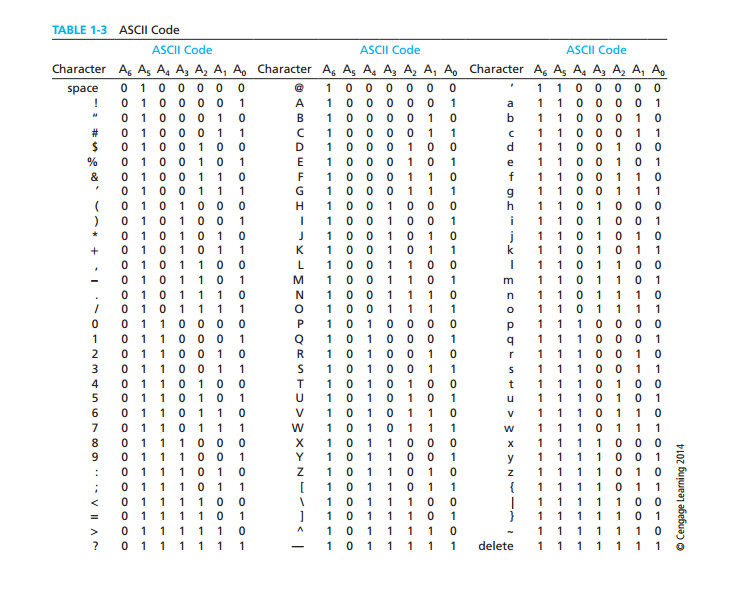 TABLE 1-3 ASCII Code
ASCII Code ASCII Code ASCII Code
Character A₆ A₅ A₄ A₃ A₂ A₁ A₀ Character A₆ A₅ A₄ A₃ A₂ A₁ A₀ Character A₆ A₅ A₄ A₃ A₂ A₁ A₀
space 0 1 0 0 0 0 0 @ 1 0 0 0 0 0 0 ‘ 1 1 0 0 0 0 0
! 0 1 0 0 0 0 1 A 1 0 0 0 0 0 1 a 1 1 0 0 0 0 1
“ 0 1 0 0 0 1 0 B 1 0 0 0 0 1 0 b 1 1 0 0 0 1 0
# 0 1 0 0 0 1 1 C 1 0 0 0 0 1 1 c 1 1 0 0 0 1 1
$ 0 1 0 0 1 0 0 D 1 0 0 0 1 0 0 d 1 1 0 0 1 0 0
% 0 1 0 0 1 0 1 E 1 0 0 0 1 0 1 e 1 1 0 0 1 0 1
& 0 1 0 0 1 1 0 F 1 0 0 0 1 1 0 f 1 1 0 0 1 1 0
′ 0 1 0 0 1 1 1 G 1 0 0 0 1 1 1 g 1 1 0 0 1 1 1
( 0 1 0 1 0 0 0 H 1 0 0 1 0 0 0 h 1 1 0 1 0 0 0
) 0 1 0 1 0 0 1 I 1 0 0 1 0 0 1 i 1 1 0 1 0 0 1
* 0 1 0 1 0 1 0 J 1 0 0 1 0 1 0 j 1 1 0 1 0 1 0
+ 0 1 0 1 0 1 1 K 1 0 0 1 0 1 1 k 1 1 0 1 0 1 1
, 0 1 0 1 1 0 0 L 1 0 0 1 1 0 0 l 1 1 0 1 1 0 0
– 0 1 0 1 1 0 1 M 1 0 0 1 1 0 1 m 1 1 0 1 1 0 1
. 0 1 0 1 1 1 0 N 1 0 0 1 1 1 0 n 1 1 0 1 1 1 0
/ 0 1 0 1 1 1 1 O 1 0 0 1 1 1 1 o 1 1 0 1 1 1 1
0 0 1 1 0 0 0 0 P 1 0 1 0 0 0 0 p 1 1 1 0 0 0 0
1 0 1 1 0 0 0 1 Q 1 0 1 0 0 0 1 q 1 1 1 0 0 0 1
2 0 1 1 0 0 1 0 R 1 0 1 0 0 1 0 r 1 1 1 0 0 1 0
3 0 1 1 0 0 1 1 S 1 0 1 0 0 1 1 s 1 1 1 0 0 1 1
4 0 1 1 0 1 0 0 T 1 0 1 0 1 0 0 t 1 1 1 0 1 0 0
5 0 1 1 0 1 0 1 U 1 0 1 0 1 0 1 u 1 1 1 0 1 0 1
6 0 1 1 0 1 1 0 V 1 0 1 0 1 1 0 v 1 1 1 0 1 1 0
7 0 1 1 0 1 1 1 W 1 0 1 0 1 1 1 w 1 1 1 0 1 1 1
8 0 1 1 1 0 0 0 X 1 0 1 1 0 0 0 x 1 1 1 1 0 0 0
9 0 1 1 1 0 0 1 Y 1 0 1 1 0 0 1 y 1 1 1 1 0 0 1
: 0 1 1 1 0 1 0 Z 1 0 1 1 0 1 0 z 1 1 1 1 0 1 0
; 0 1 1 1 0 1 1 [ 1 0 1 1 0 1 1 { 1 1 1 1 0 1 1
< 0 1 1 1 1 0 0 \ 1 0 1 1 1 0 0 | 1 1 1 1 1 0 0
= 0 1 1 1 1 0 1 ] 1 0 1 1 1 0 1 } 1 1 1 1 1 0 1
> 0 1 1 1 1 1 0 ^ 1 0 1 1 1 1 0 ~ 1 1 1 1 1 1 0
? 0 1 1 1 1 1 1 — 1 0 1 1 1 1 1 delete 1 1 1 1 1 1 1
© Cengage Learning 2014